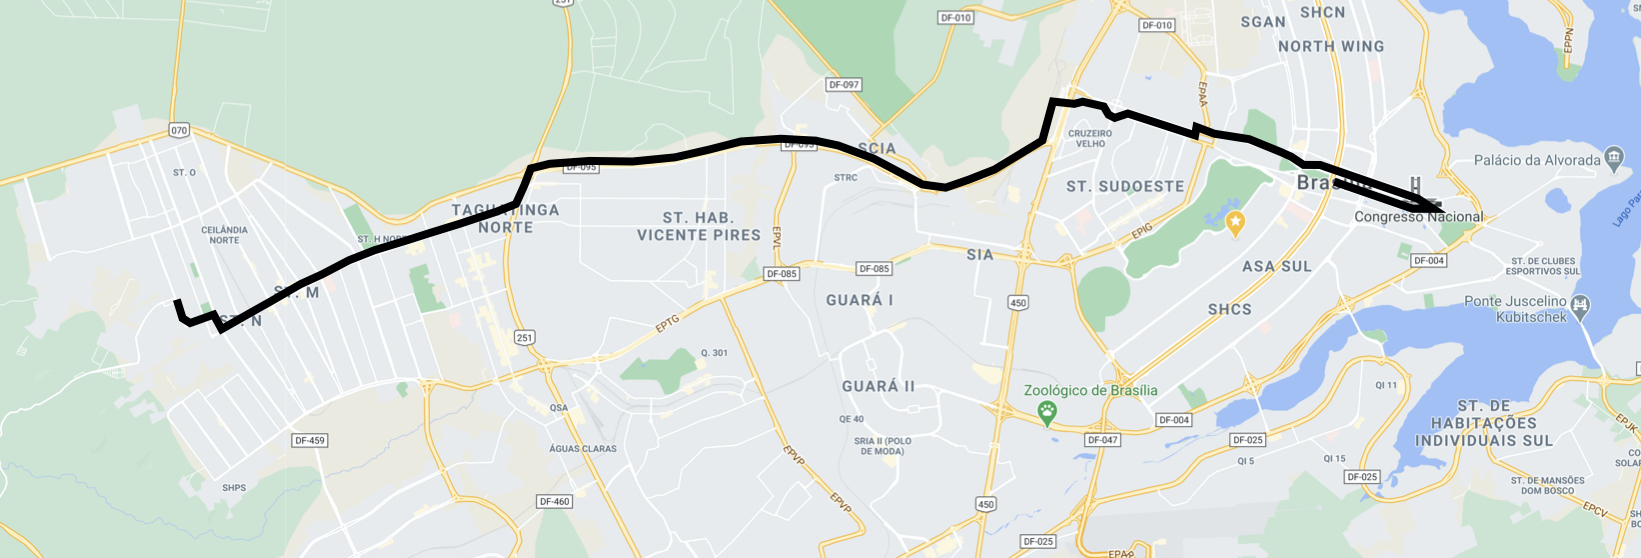 251
DF-010
SGAN
SHCN
DF-010
NORTH WING
EPPN
DF-097
EPAA
070
CRUZEIRO
VELHO
SCIA
DF-095
Palácio da Alvorada
DF-095
ST. O
STRC
ST. SUDOESTE
Congresso Nacional
TAGUATINGA
NORTE
ST. HAB.
VICENTE PIRES
CEILÂNDIA
NORTE
EPVL
EPIG
SIA
ASA SUL
DF-004
ST. DE CLUBES
ESPORTIVOS SUL
DF-085
DF-085
ST. M
GUARÁ I
450
SHCS
Ponte Juscelino
Kubitschek
ST. N
EPTG
251
Q. 301
GUARÁ II
Zoológico de Brasília
QI 11
QSA
QE 40
DF-004
ST. DE
HABITAÇÕES
INDIVIDUAIS SUL
EPJK
DF-459
DF-047
DF-025
ÁGUAS CLARAS
SRIA II (POLO
DE MODA)
EPVP
QI 5
QI 15
DF-025
SHPS
ST. DE MANSÕES
DOM BOSCO
DF-460
EPVP
450
EPCV
DF-025